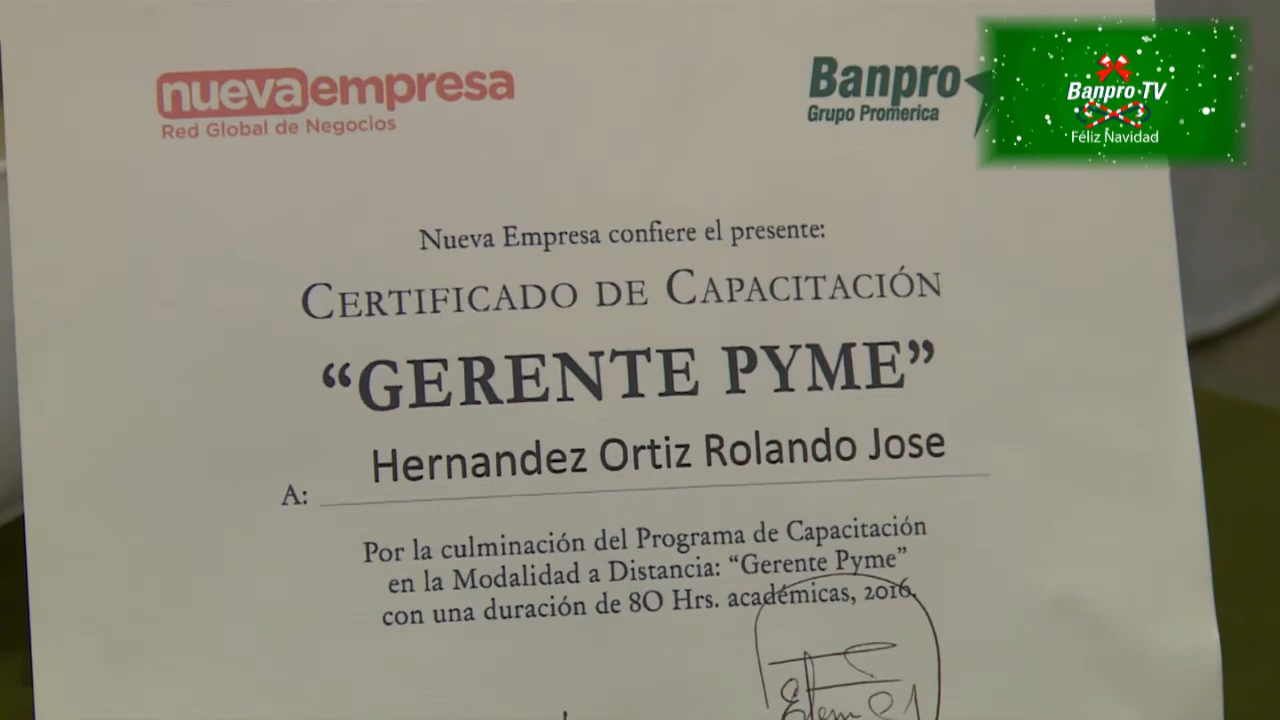 nuevaempresa
Red Global de Negocios
Banpro
Grupo Promerica
Banpro TV
Féliz Navidad
Nueva Empresa confiere el presente:
CERTIFICADO DE CAPACITACIÓN
“GERENTE PYME”
Hernandez Ortiz Rolando Jose
A:
Por la culminación del Programa de Capacitación
en la Modalidad a Distancia: “Gerente Pyme”
con una duración de 80 Hrs. académicas, 2016.